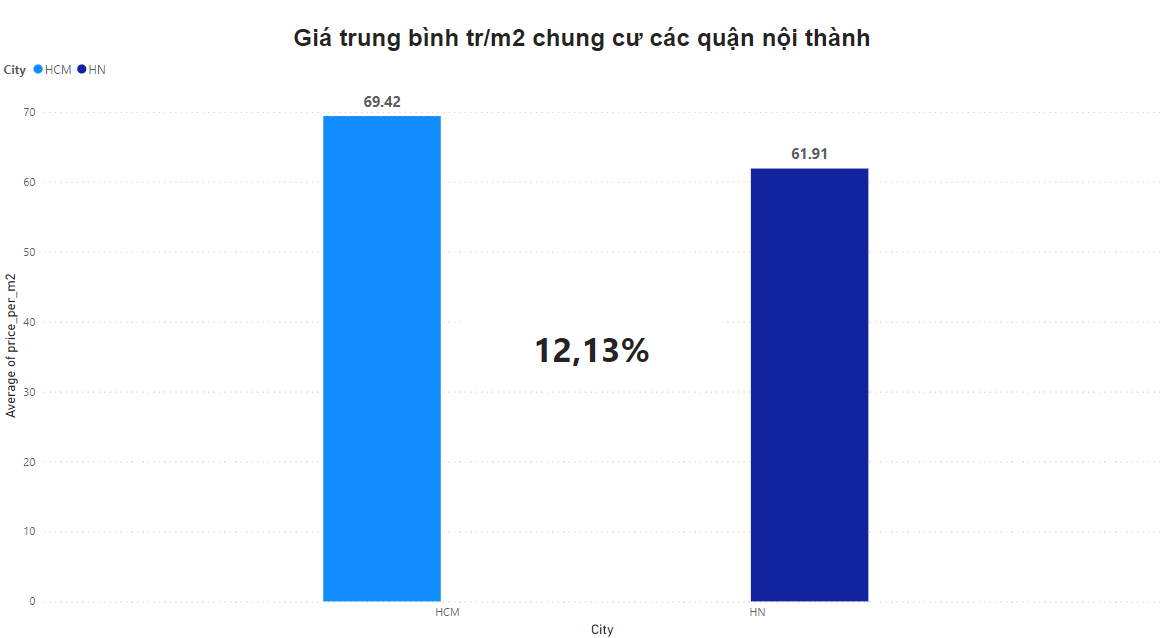 Giá trung bình tr/m2 chung cư các quận nội thành
City HCM HN
69.42
61.91
12,13%
70
60
50
40
30
20
10
0
Average of price_per_m2
HCM HN
City